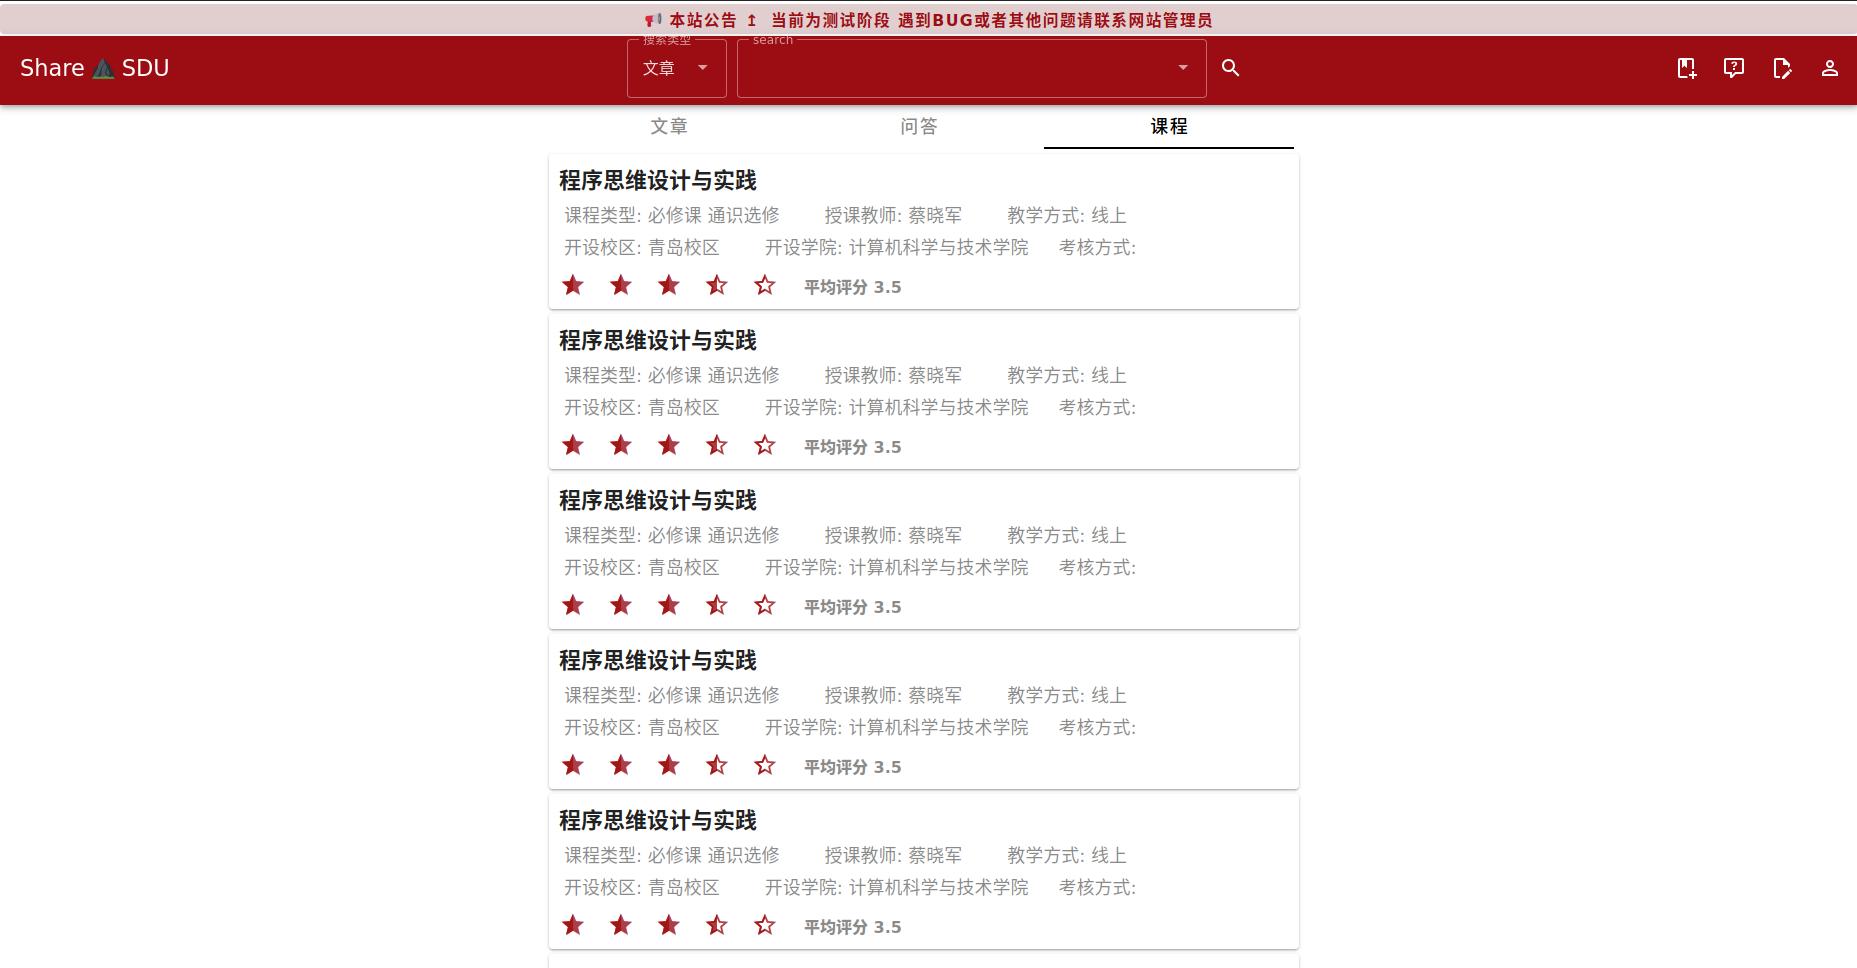 本站公告 ↥ 当前为测试阶段 遇到BUG或者其他问题请联系网站管理员
Share SDU
搜索类型
文章
search
文章 问答 课程
程序思维设计与实践
课程类型: 必修课 通识选修 授课教师: 蔡晓军 教学方式: 线上
开设校区: 青岛校区 开设学院: 计算机科学与技术学院 考核方式:
平均评分 3.5
程序思维设计与实践
课程类型: 必修课 通识选修 授课教师: 蔡晓军 教学方式: 线上
开设校区: 青岛校区 开设学院: 计算机科学与技术学院 考核方式:
平均评分 3.5
程序思维设计与实践
课程类型: 必修课 通识选修 授课教师: 蔡晓军 教学方式: 线上
开设校区: 青岛校区 开设学院: 计算机科学与技术学院 考核方式:
平均评分 3.5
程序思维设计与实践
课程类型: 必修课 通识选修 授课教师: 蔡晓军 教学方式: 线上
开设校区: 青岛校区 开设学院: 计算机科学与技术学院 考核方式:
平均评分 3.5
程序思维设计与实践
课程类型: 必修课 通识选修 授课教师: 蔡晓军 教学方式: 线上
开设校区: 青岛校区 开设学院: 计算机科学与技术学院 考核方式:
平均评分 3.5